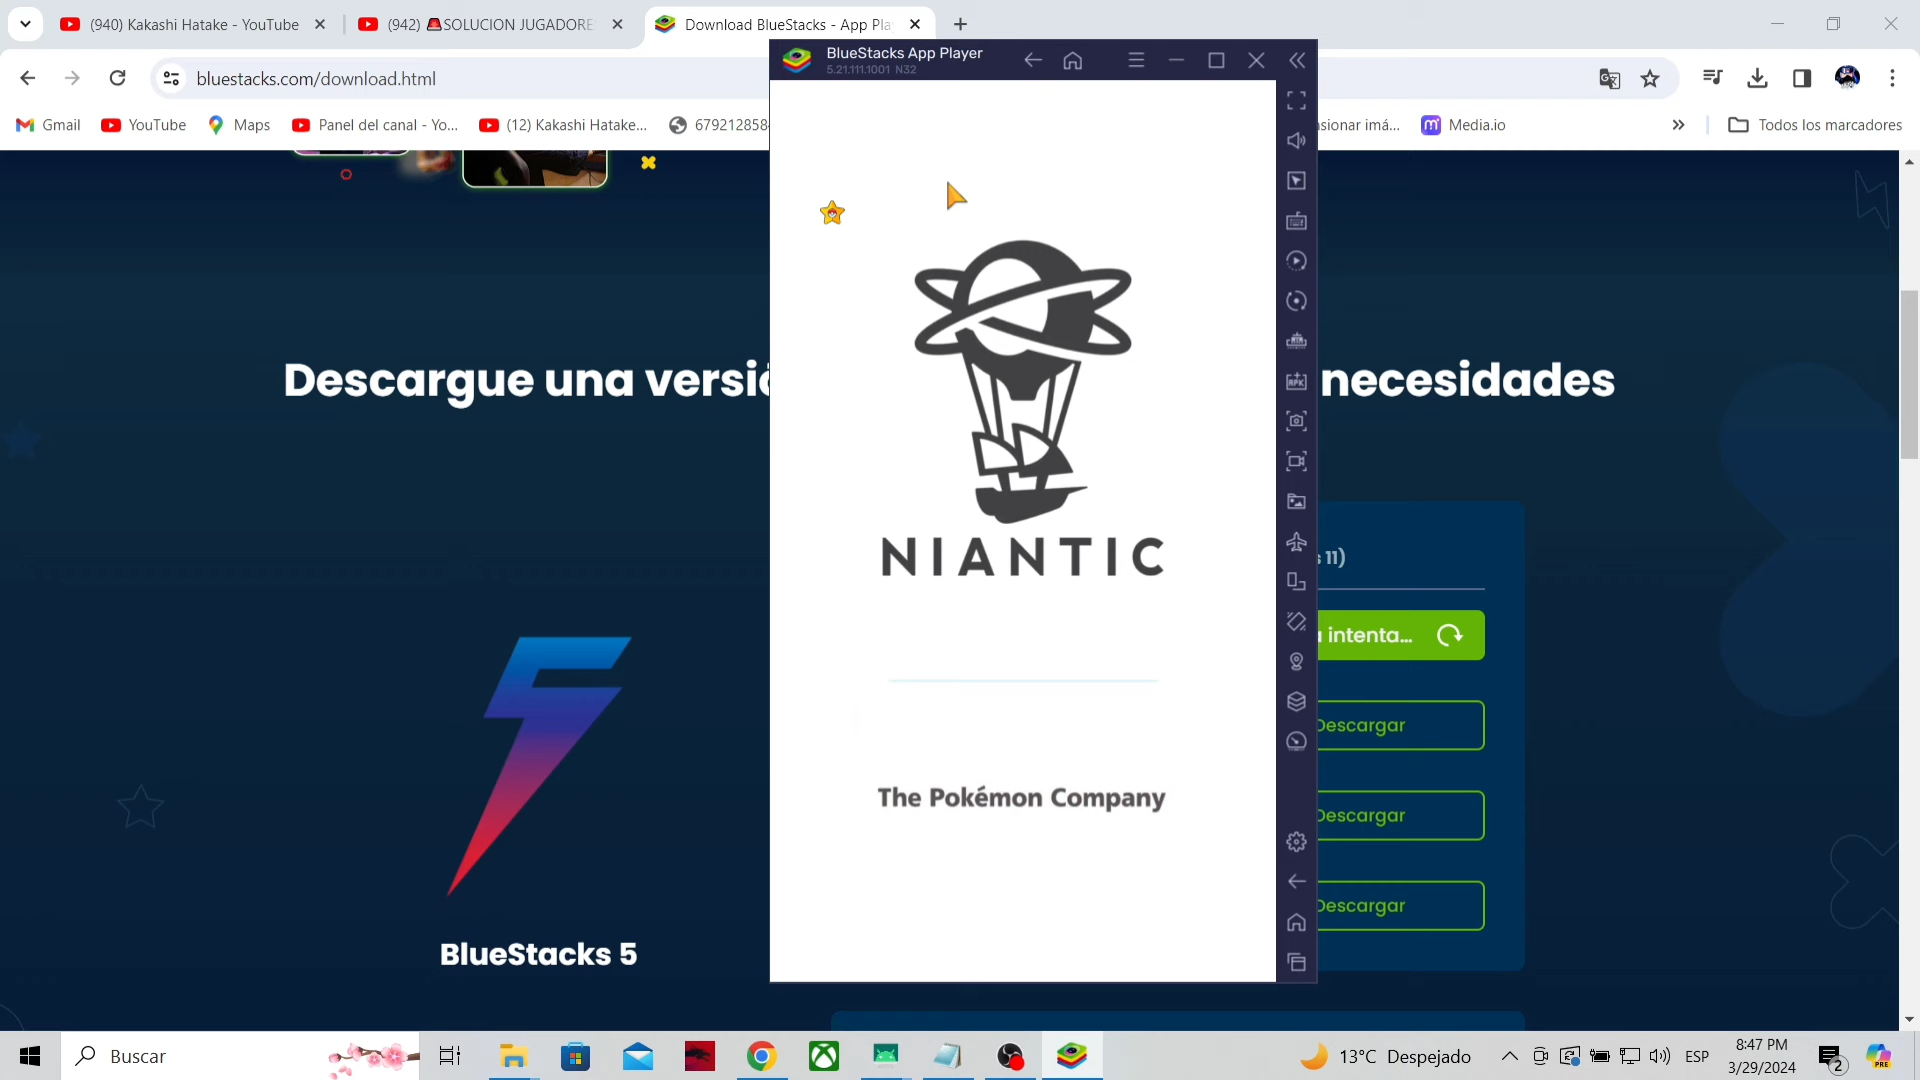 (940) Kakashi Hatake - YouTube
(942) 🚨SOLUCION JUGADORE
Download BlueStacks - App Pla
bluestacks.com/download.html
Gmail
YouTube
Maps
Panel del canal - Yo...
(12) Kakashi Hatake...
679212858
sionar imá...
Media.io
Todos los marcadores
BlueStacks App Player
5.21.111.1001 N32
Descargue una versi
necesidades
NIANTIC
s 11)
intenta...
Descargar
The Pokémon Company
Descargar
Descargar
BlueStacks 5
Buscar
13°C Despejado
ESP
8:47 PM
3/29/2024
2
PRE